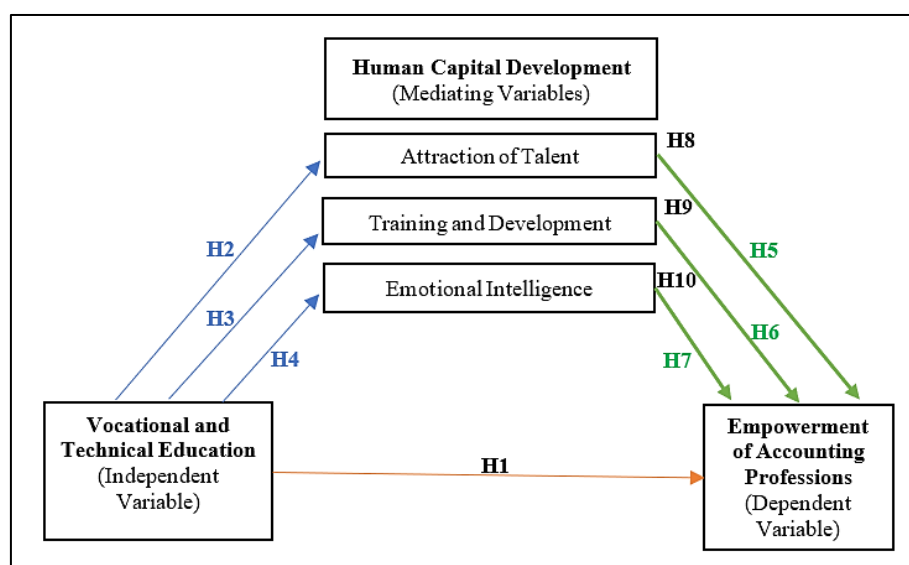 Human Capital Development
(Mediating Variables)
Attraction of Talent
H8
Training and Development
H9
H2
H5
Emotional Intelligence
H10
H3
H6
H4
H7
Vocational and
Technical Education
(Independent
Variable)
H1
Empowerment
of Accounting
Professions
(Dependent
Variable)